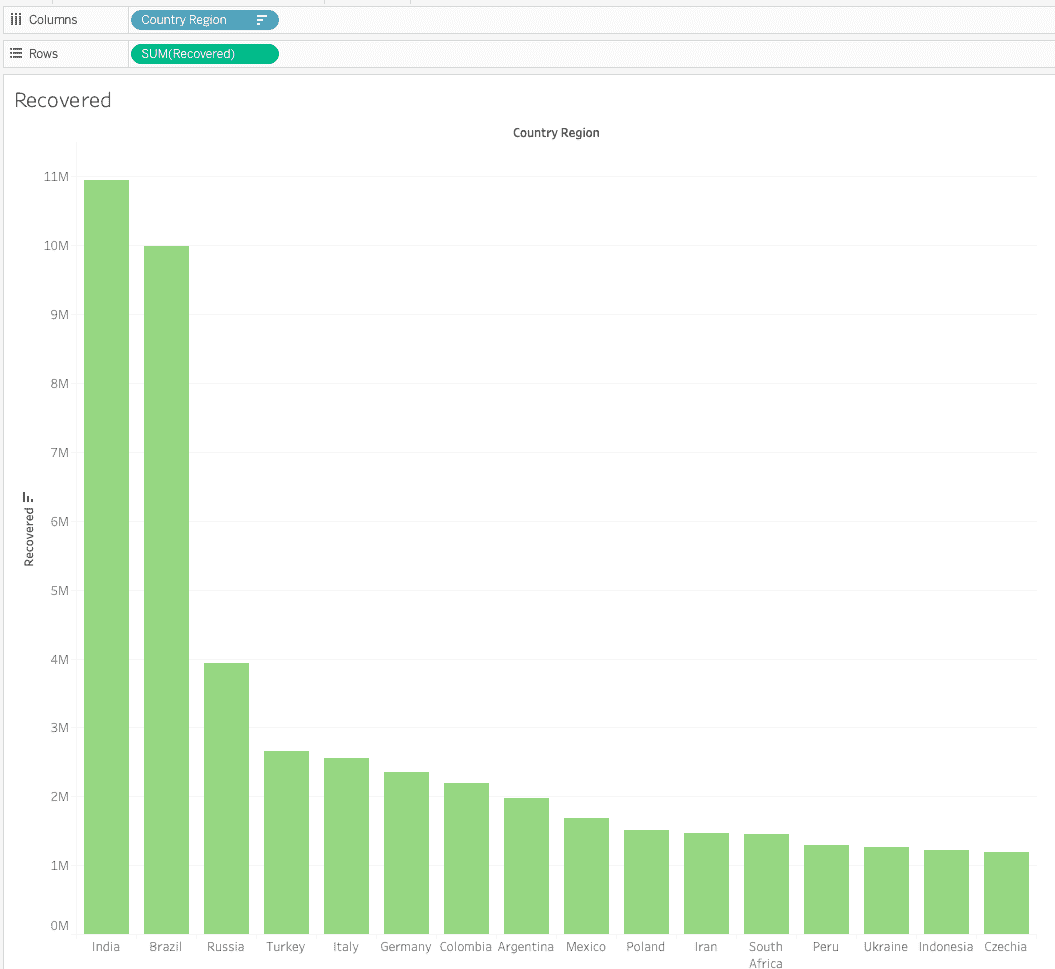 Columns
Country Region
Rows
SUM(Recovered)
Recovered
Country Region
11M
10M
9M
8M
7M
6M
5M
4M
3M
2M
1M
0M
Recovered
India Brazil Russia Turkey Italy Germany Colombia Argentina Mexico Poland Iran South Africa Peru Ukraine Indonesia Czechia